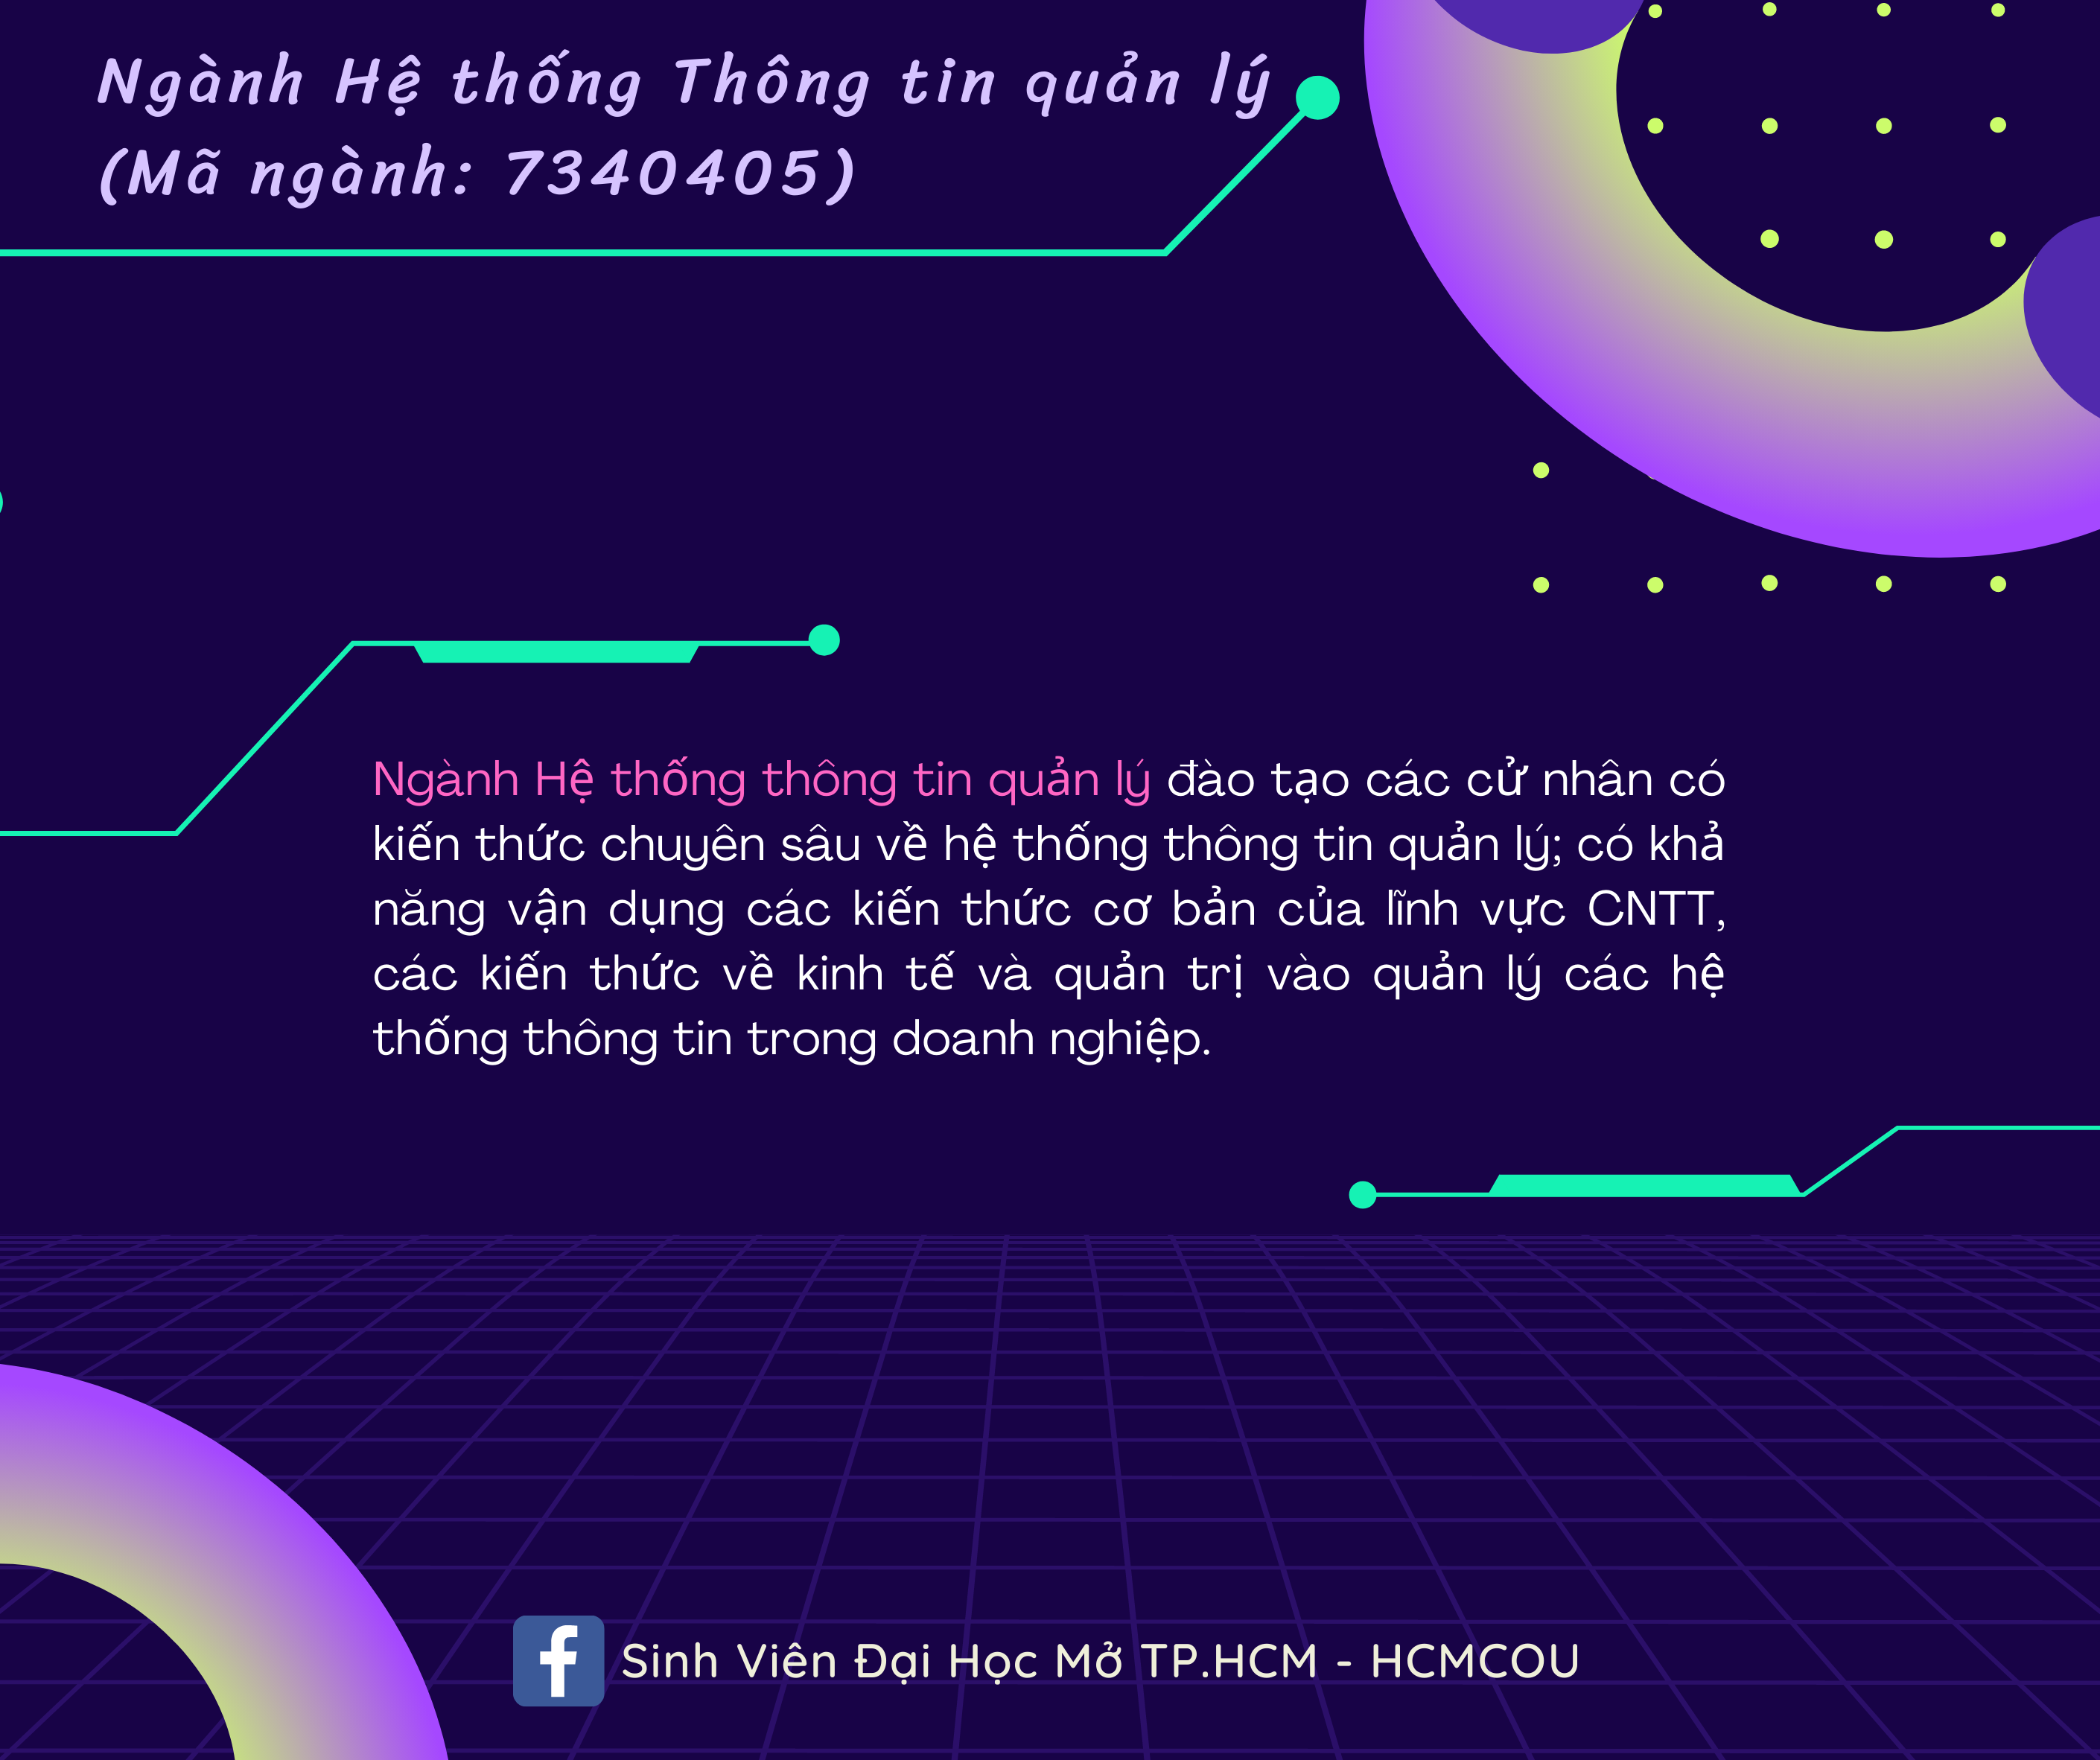 Ngành Hệ thống Thông tin quản lý
(Mã ngành: 7340405)
Ngành Hệ thống thông tin quản lý đào tạo các cử nhân có
kiến thức chuyên sâu về hệ thống thông tin quản lý; có khả
năng vận dụng các kiến thức cơ bản của lĩnh vực CNTT,
các kiến thức về kinh tế và quản trị vào quản lý các hệ
thống thông tin trong doanh nghiệp.
Sinh Viên Đại Học Mở TP.HCM - HCMCOU